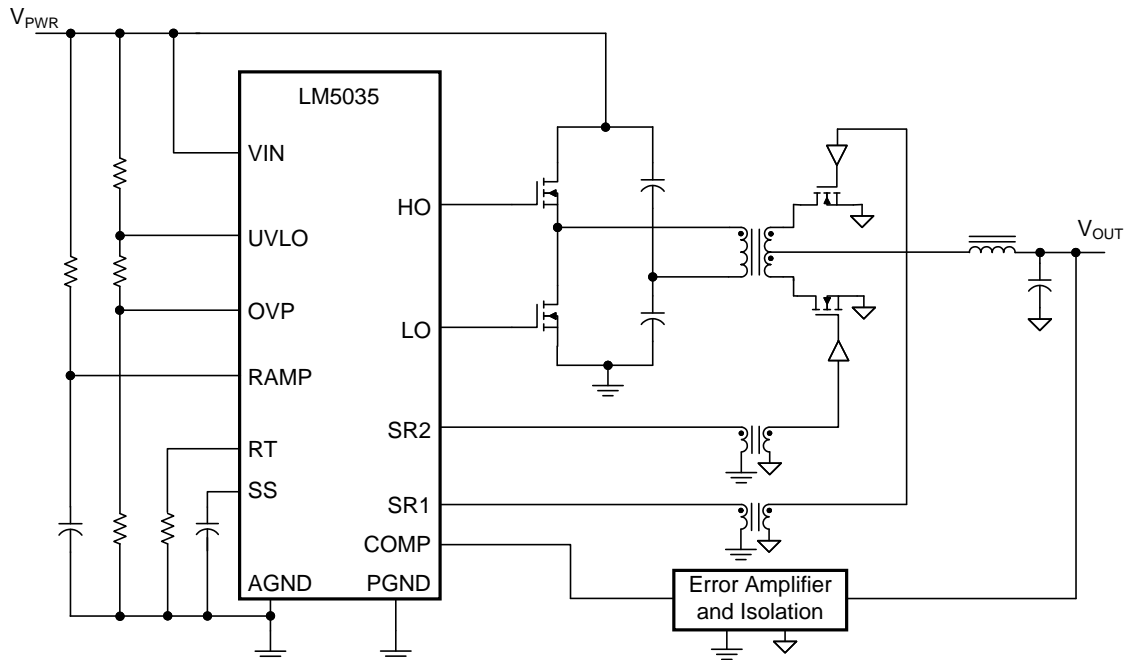 VPWR
LM5035
VIN
HO
UVLO
VOUT
OVP
LO
RAMP
SR2
RT
SS
SR1
COMP
AGND
PGND
Error Amplifier
and Isolation